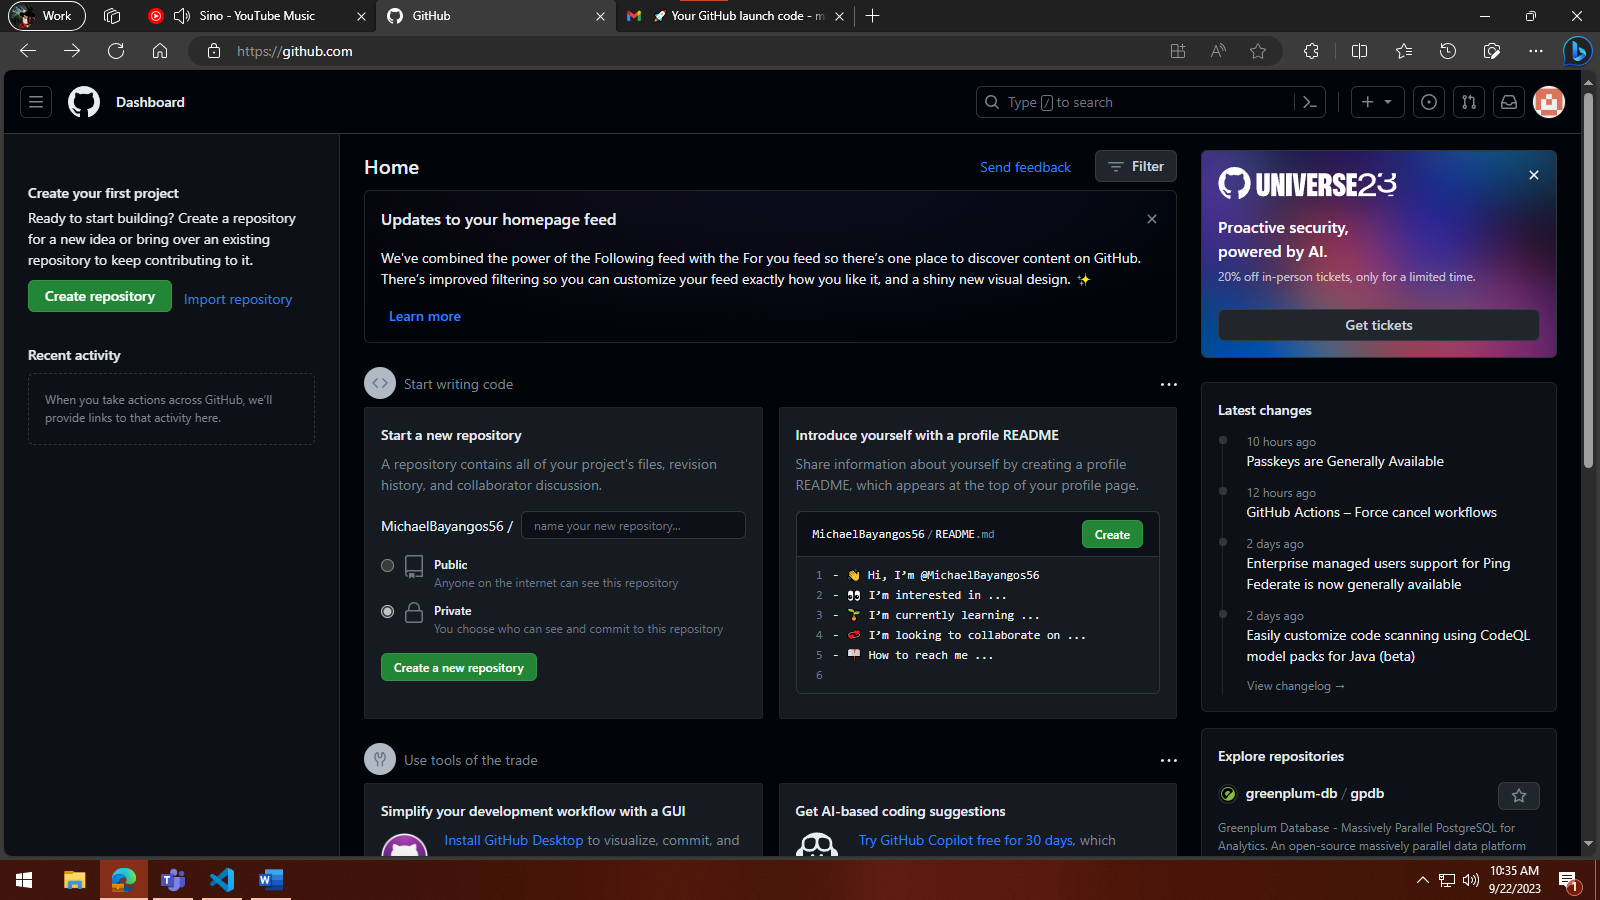 Work
Sino - YouTube Music
GitHub
Your GitHub launch code - m
https://github.com
Dashboard
Type / to search
Create your first project
Ready to start building? Create a repository
for a new idea or bring over an existing
repository to keep contributing to it.
Create repository
Import repository
Recent activity
When you take actions across GitHub, we'll
provide links to that activity here.
Home
Send feedback
Filter
Updates to your homepage feed
We've combined the power of the Following feed with the For you feed so there's one place to discover content on GitHub.
There's improved filtering so you can customize your feed exactly how you like it, and a shiny new visual design. ✨
Learn more
Start writing code
Start a new repository
A repository contains all of your project's files, revision
history, and collaborator discussion.
MichaelBayangos56 /
name your new repository...
Public
Anyone on the internet can see this repository
Private
You choose who can see and commit to this repository
Create a new repository
Introduce yourself with a profile README
Share information about yourself by creating a profile
README, which appears at the top of your profile page.
MichaelBayangos56 / README.md
Create
1 - 👋 Hi, I'm @MichaelBayangos56
2 - 👀 I'm interested in ...
3 - 🌱 I'm currently learning ...
4 - 💞️ I'm looking to collaborate on ...
5 - 📫 How to reach me ...
6
Use tools of the trade
Simplify your development workflow with a GUI
Install GitHub Desktop to visualize, commit, and
Get AI-based coding suggestions
Try GitHub Copilot free for 30 days, which
UNIVERSE23
Proactive security,
powered by AI.
20% off in-person tickets, only for a limited time.
Get tickets
Latest changes
10 hours ago
Passkeys are Generally Available
12 hours ago
GitHub Actions – Force cancel workflows
2 days ago
Enterprise managed users support for Ping
Federate is now generally available
2 days ago
Easily customize code scanning using CodeQL
model packs for Java (beta)
View changelog →
Explore repositories
greenplum-db / gpdb
Greenplum Database - Massively Parallel PostgreSQL for
Analytics. An open-source massively parallel data platform
10:35 AM
9/22/2023
1